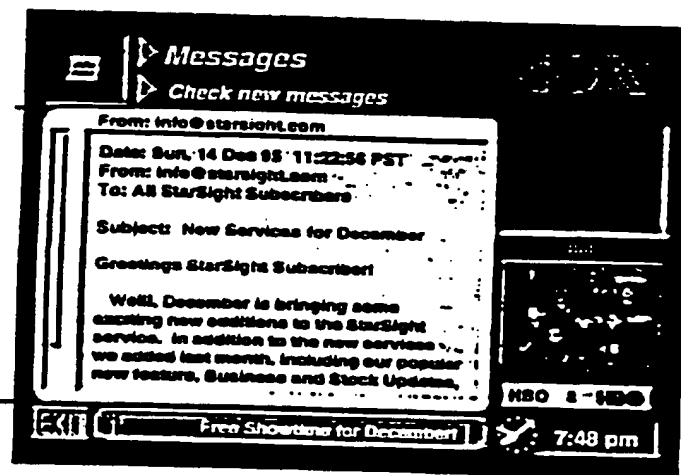 Messages
Check new messages
From: info@starsight.com
Date: Sun, 14 Dec 95 11:22:56 PST
From: info@starsight.com
To: All StarSight Subscribers
Subject: New Services for December
Greetings StarSight Subscriber!
Well, December is bringing some
exciting new additions to the StarSight
service. In addition to the new services
we added last month, including our popular
new feature, Business and Stock Updates,
HBO
EXIT
Free Showtime for December!
7:48 pm